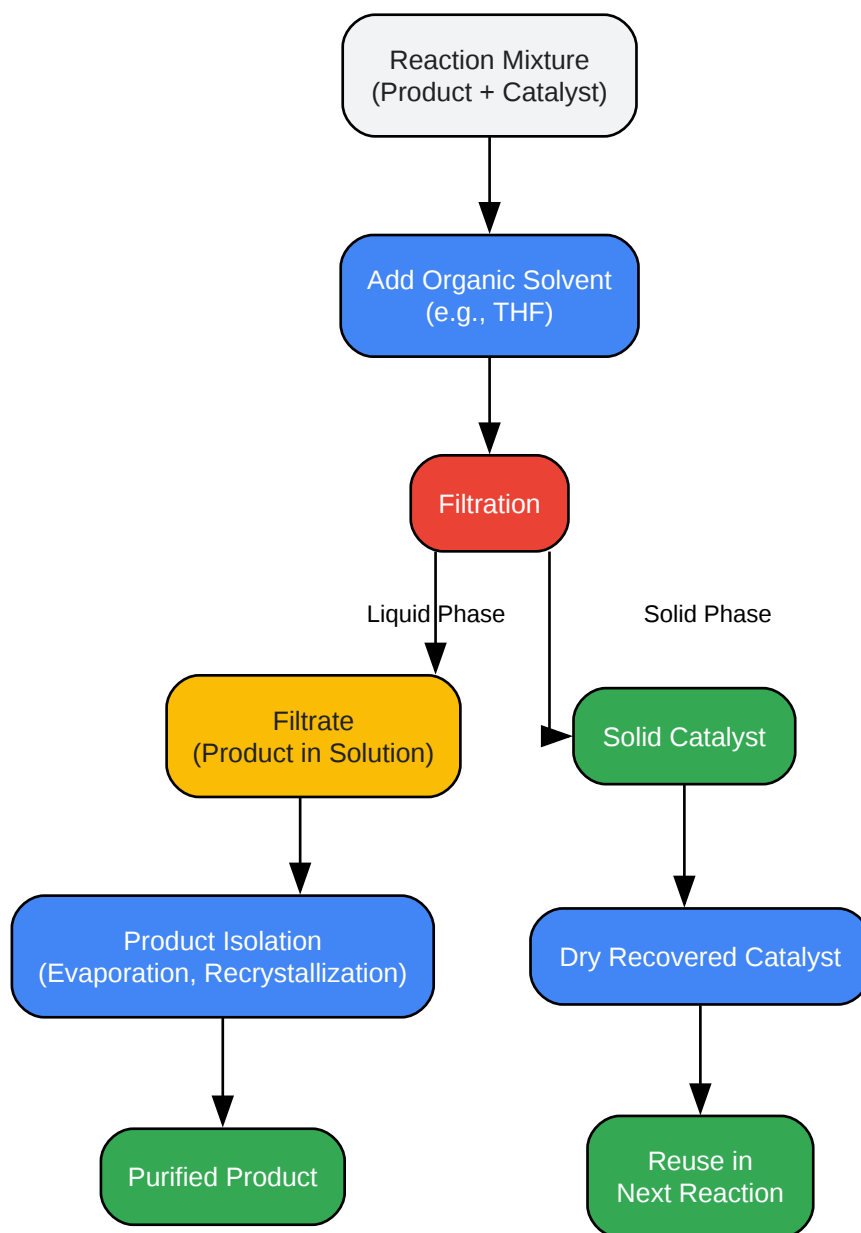 Reaction Mixture
(Product + Catalyst)
Add Organic Solvent
(e.g., THF)
Filtration
Liquid Phase
Solid Phase
Filtrate
(Product in Solution)
Solid Catalyst
Product Isolation
(Evaporation, Recrystallization)
Dry Recovered Catalyst
Purified Product
Reuse in
Next Reaction